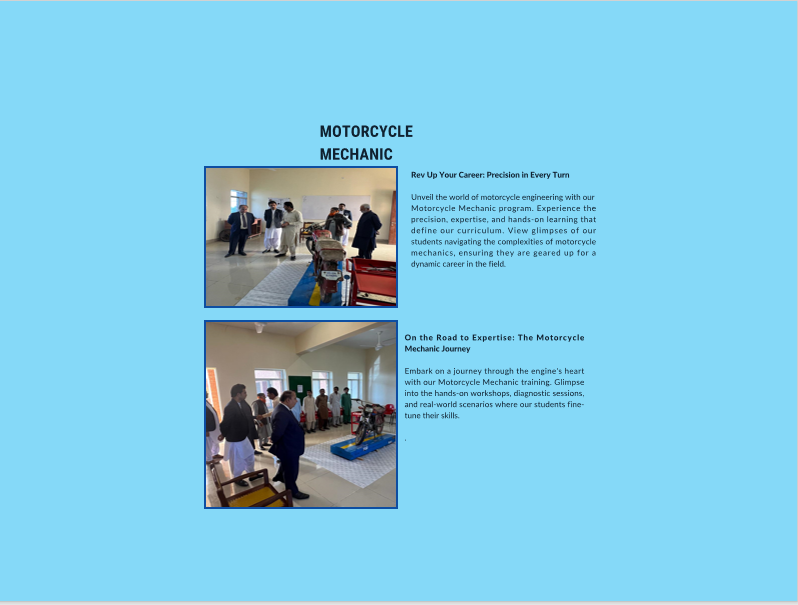 MOTORCYCLE
MECHANIC
Rev Up Your Career: Precision in Every Turn
Unveil the world of motorcycle engineering with our
Motorcycle Mechanic program. Experience the
precision, expertise, and hands-on learning that
define our curriculum. View glimpses of our
students navigating the complexities of motorcycle
mechanics, ensuring they are geared up for a
dynamic career in the field.
On the Road to Expertise: The Motorcycle
Mechanic Journey
Embark on a journey through the engine's heart
with our Motorcycle Mechanic training. Glimpse
into the hands-on workshops, diagnostic sessions,
and real-world scenarios where our students fine-
tune their skills.
.